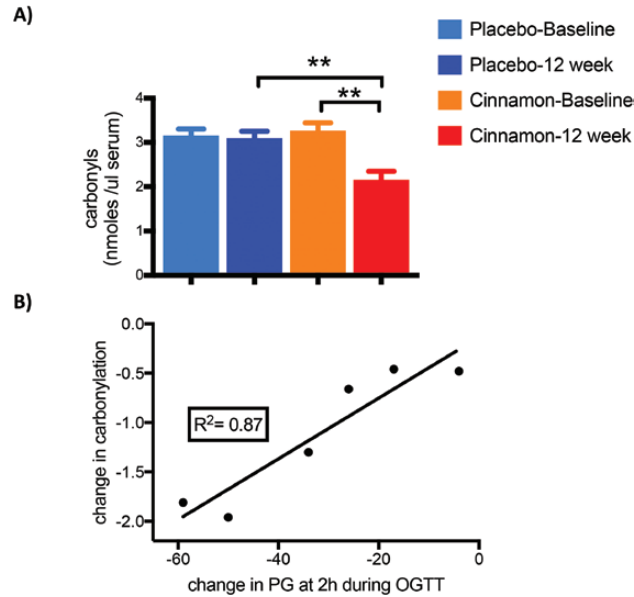 A)
Placebo-Baseline
Placebo-12 week
Cinnamon-Baseline
Cinnamon-12 week
**
**
carbonyls
(nmoles /ul serum)
4
3
2
1
0
B)
change in carbonylation
0.0
-0.5
-1.0
-1.5
-2.0
R²= 0.87
-60
-40
-20
0
change in PG at 2h during OGTT